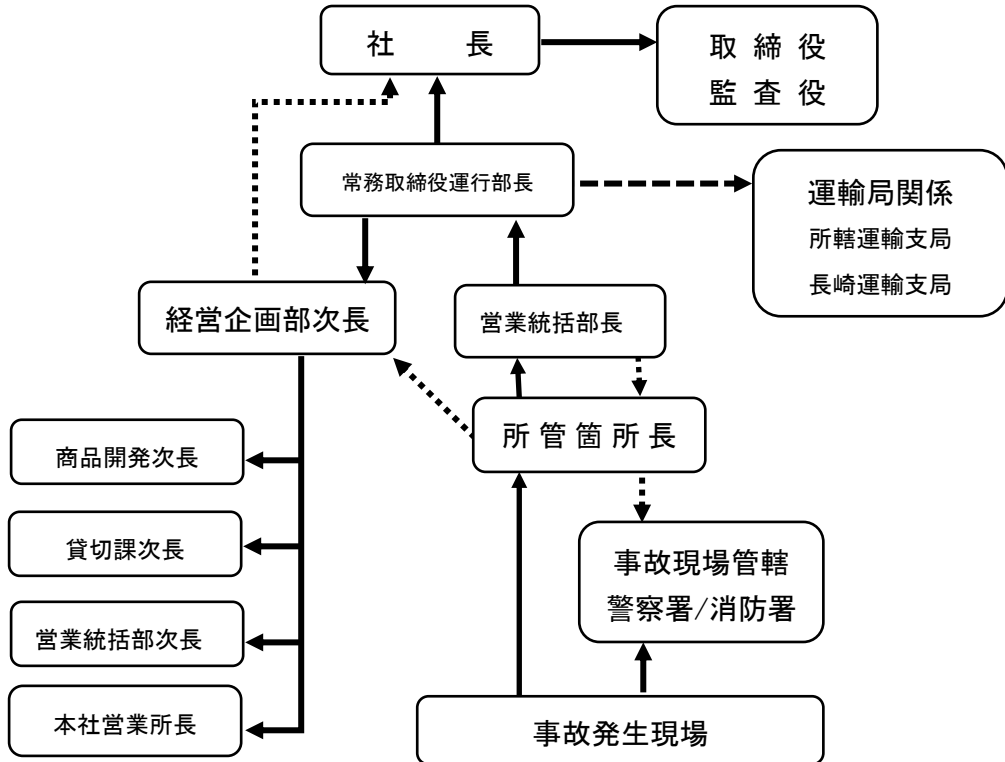 社　　長
取 締 役
監 査 役
常務取締役運行部長
運輸局関係
所轄運輸支局
長崎運輸支局
経営企画部次長
営業統括部長
所 管 箇 所 長
商品開発次長
貸切課次長
事故現場管轄
警察署/消防署
営業統括部次長
本社営業所長
事故発生現場